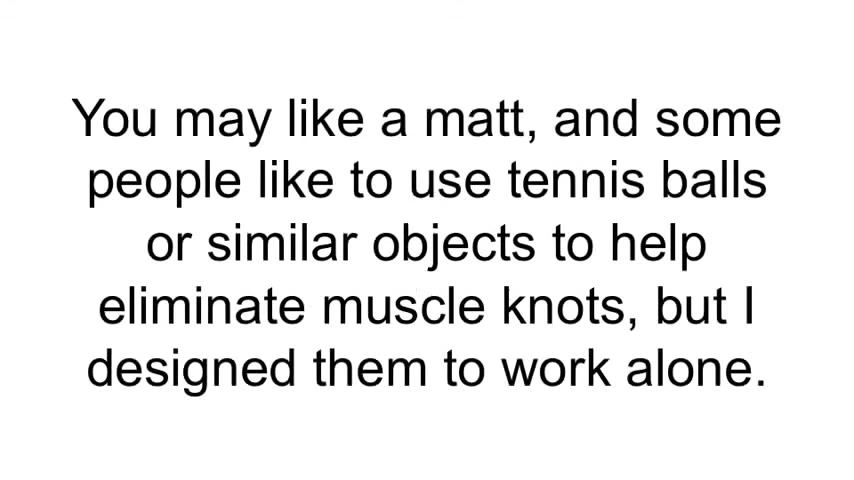 You may like a matt, and some
people like to use tennis balls
or similar objects to help
eliminate muscle knots, but I
designed them to work alone.